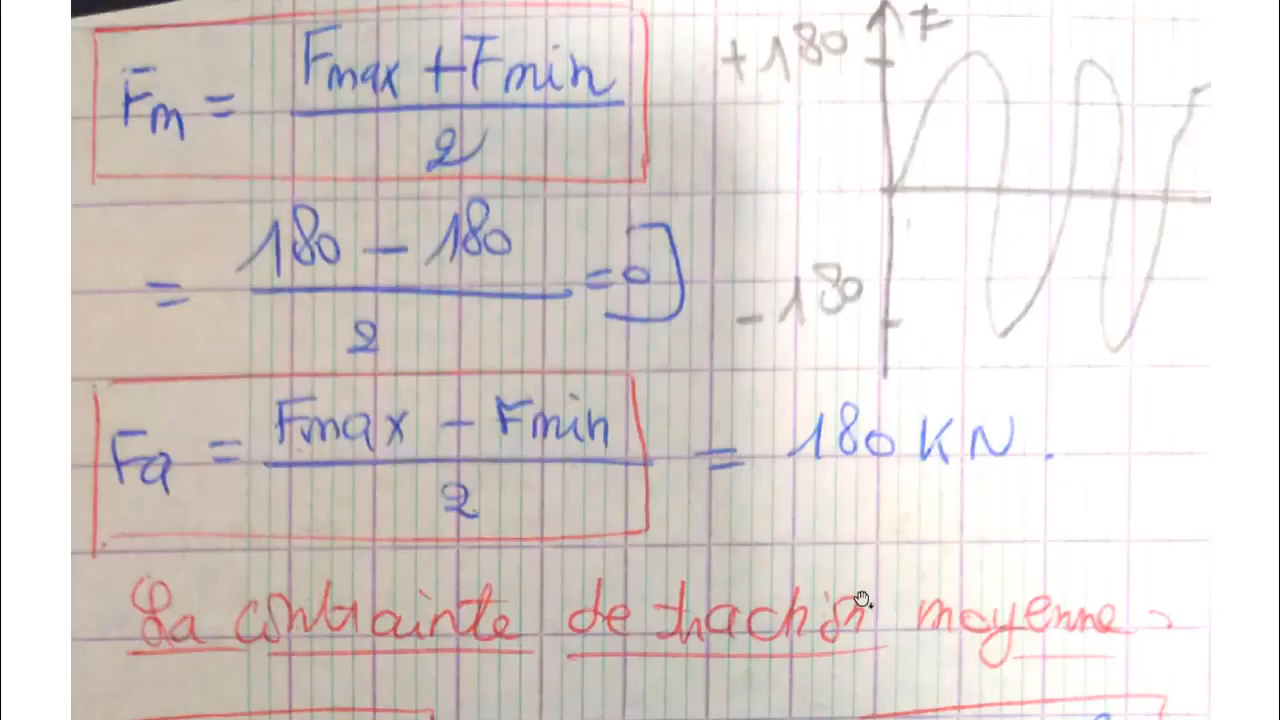 Fm = (Fmax + Fmin) / 2
+180
F
= (180 - 180) / 2 = 0
-180
Fa = (Fmax - Fmin) / 2 = 180 KN.
La contrainte de traction moyenne